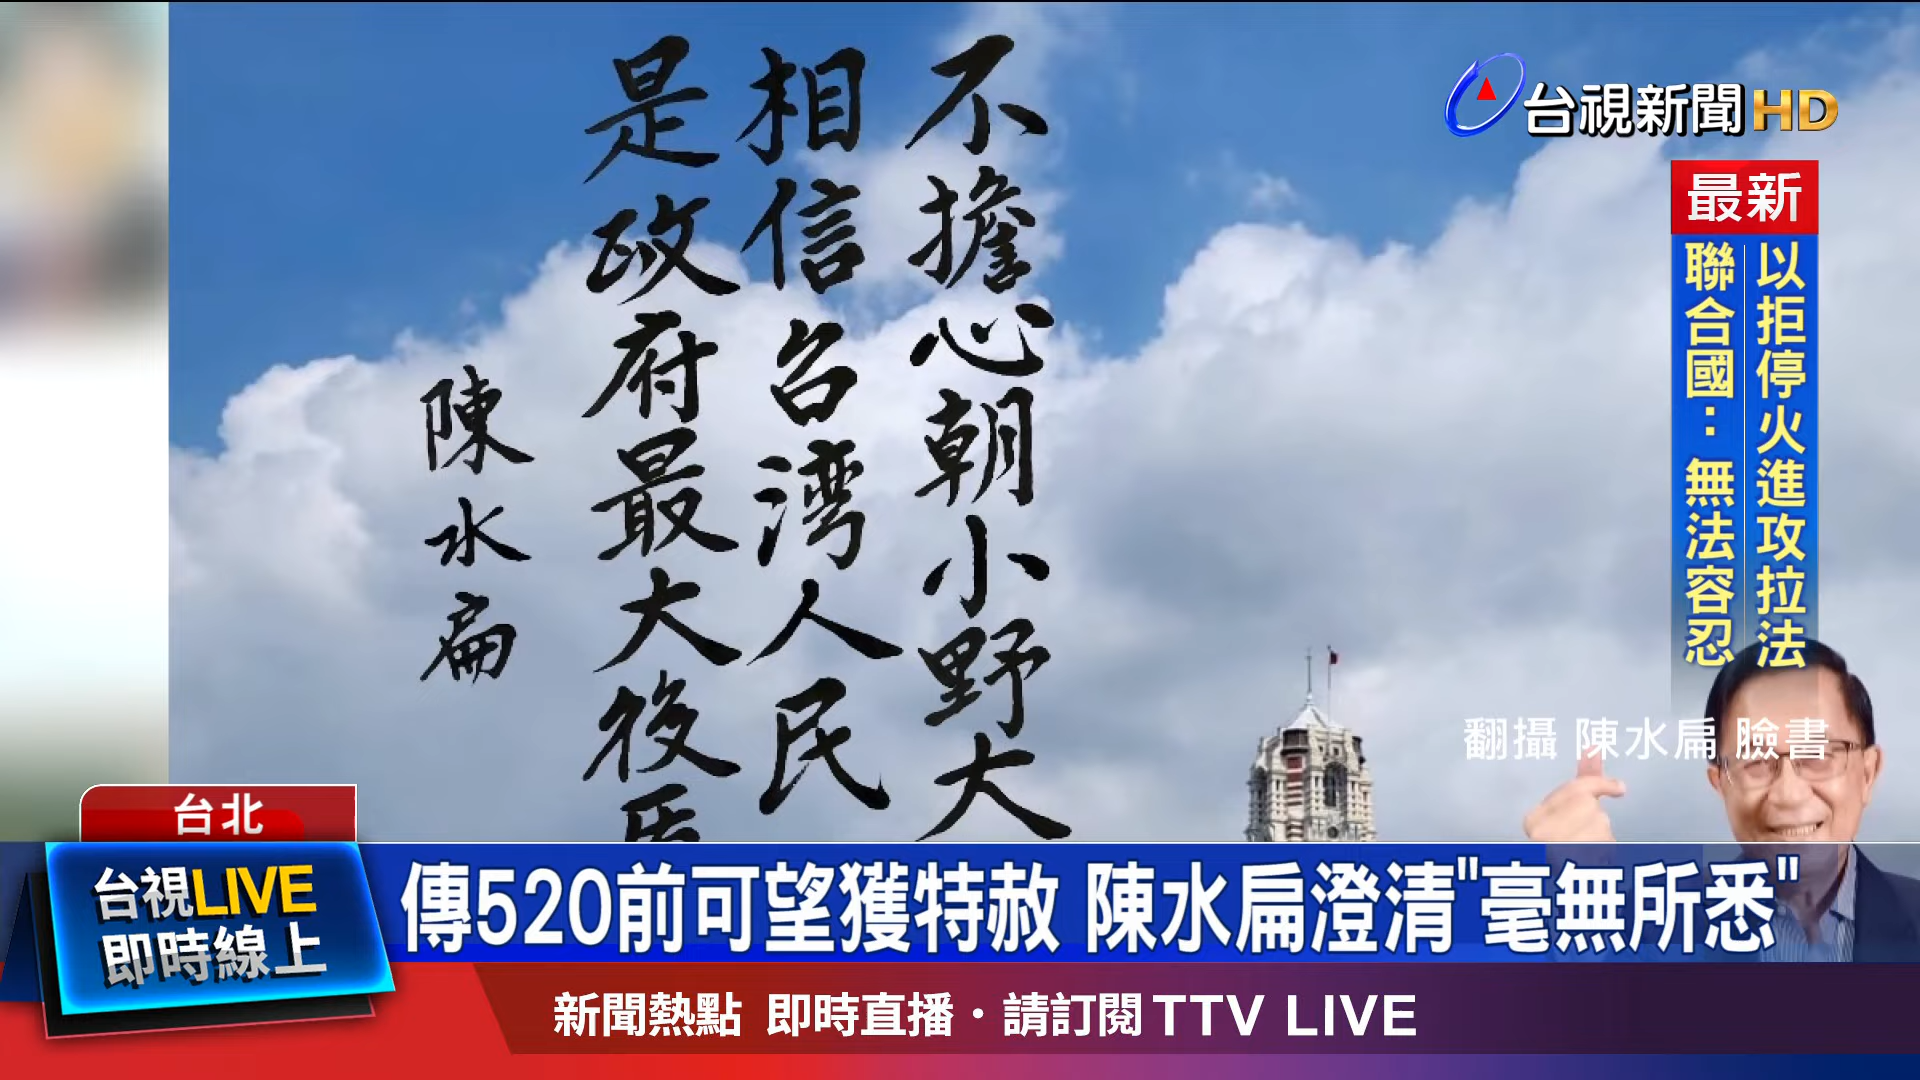 不擔心朝小野大
相信台湾人民
是政府最大後盾
陳水扁
台視新聞HD
最新
以拒停火進攻拉法
聯合國：無法容忍
翻攝 陳水扁 臉書
台北
台視LIVE
即時線上
傳520前可望獲特赦 陳水扁澄清"毫無所悉"
新聞熱點 即時直播・請訂閱TTV LIVE